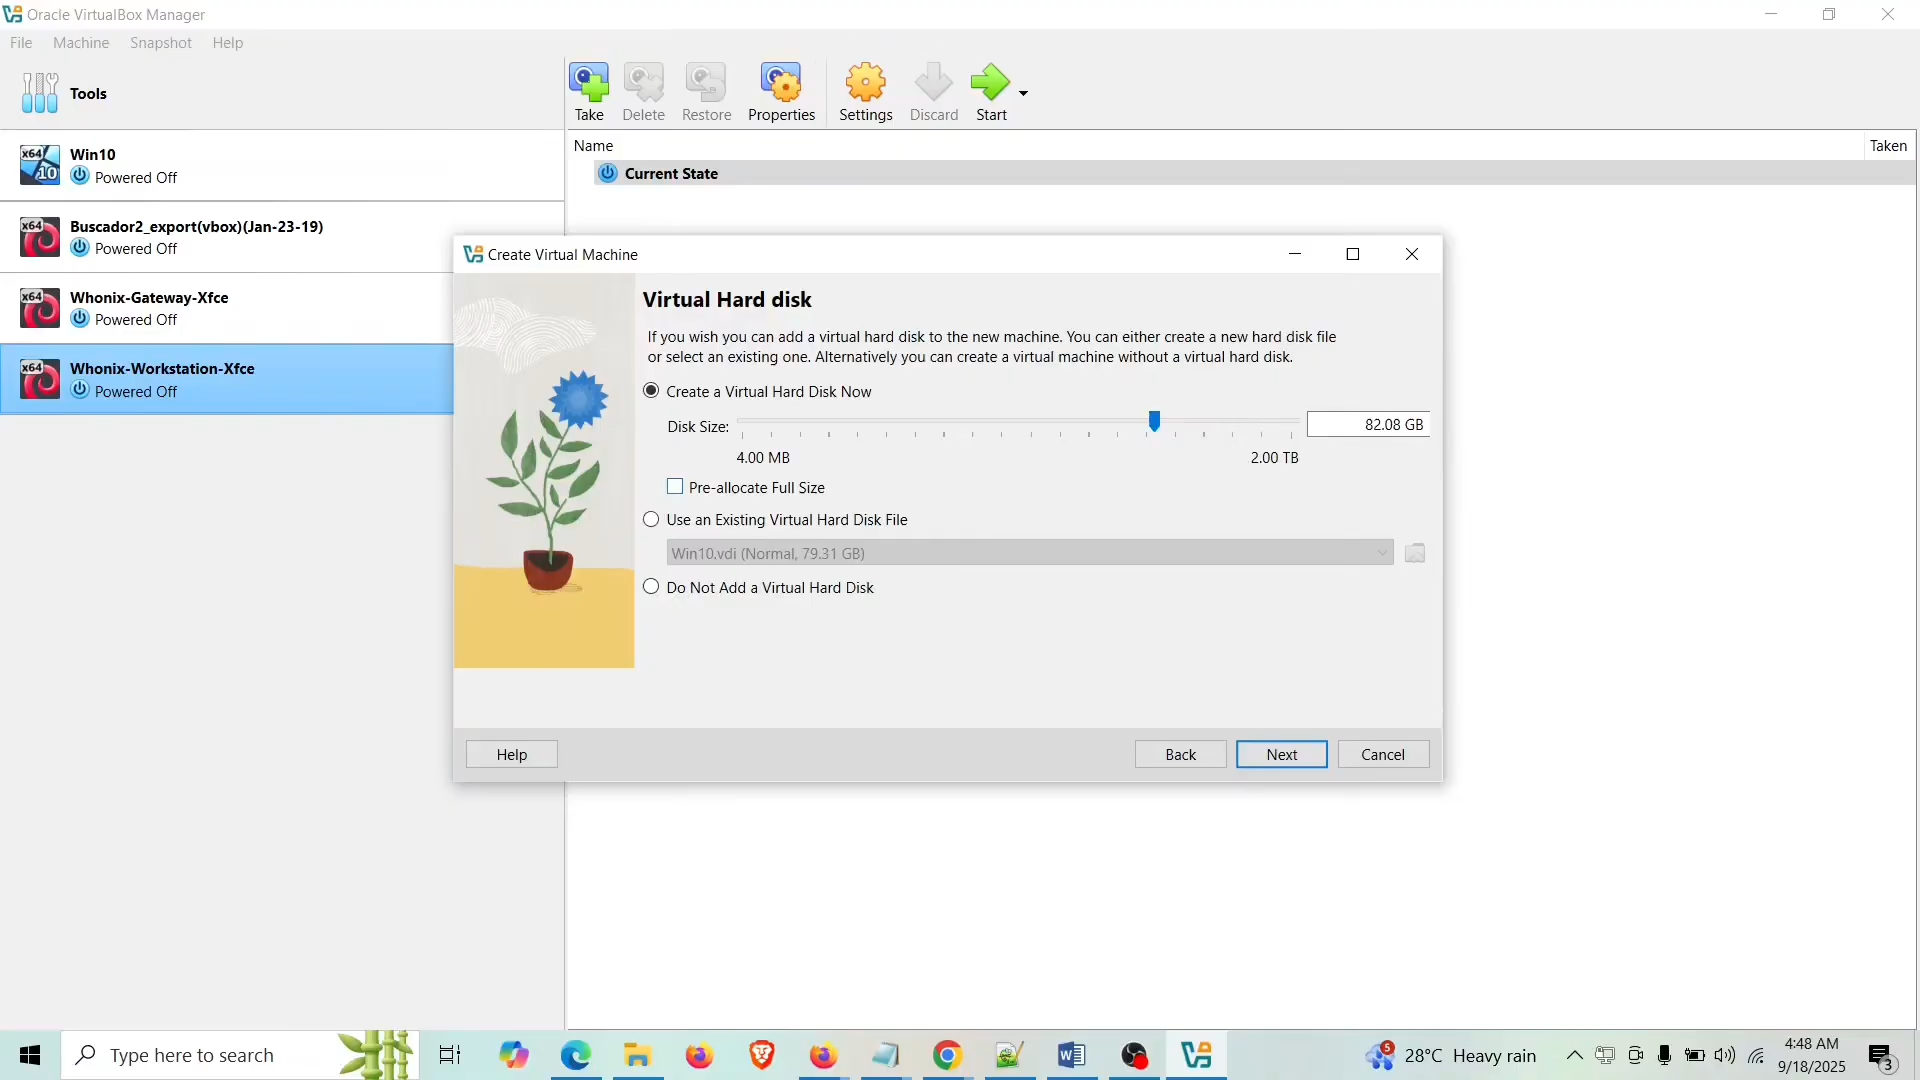 Oracle VirtualBox Manager
File Machine Snapshot Help
Tools
Take Delete Restore Properties Settings Discard Start
Name Taken
Current State
x64 10 Win10
Powered Off
x64 Buscador2_export(vbox)(Jan-23-19)
Powered Off
x64 Whonix-Gateway-Xfce
Powered Off
x64 Whonix-Workstation-Xfce
Powered Off
Create Virtual Machine
Virtual Hard disk
If you wish you can add a virtual hard disk to the new machine. You can either create a new hard disk file
or select an existing one. Alternatively you can create a virtual machine without a virtual hard disk.
Create a Virtual Hard Disk Now
Disk Size: 82.08 GB
4.00 MB 2.00 TB
Pre-allocate Full Size
Use an Existing Virtual Hard Disk File
Win10.vdi (Normal, 79.31 GB)
Do Not Add a Virtual Hard Disk
Help Back Next Cancel
Type here to search
5 28°C Heavy rain
4:48 AM
9/18/2025
3